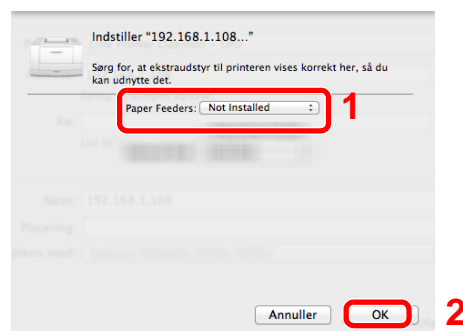 Indstiller “192.168.1.108...”
Sørg for, at ekstraudstyr til printeren vises korrekt her, så du
kan udnytte det.
Paper Feeders: Not Installed
1
Navn: 192.168.1.108
Placering:
Annuller OK 2